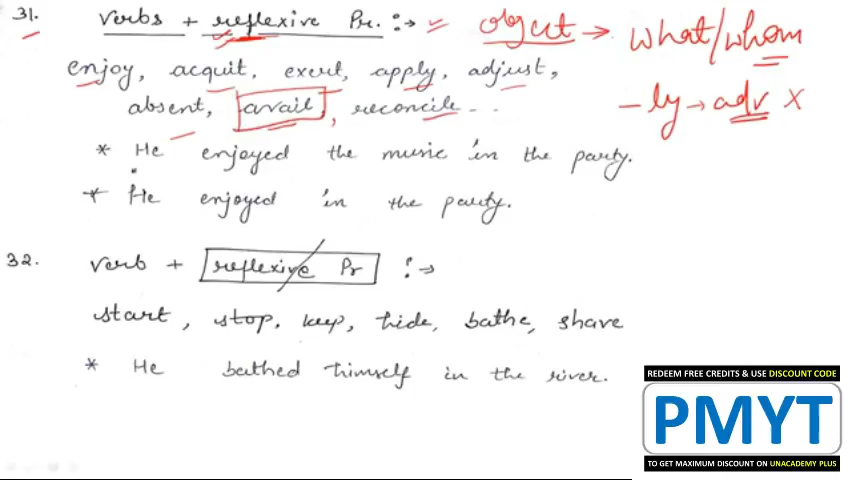 31. verbs + reflexive Pr. :→
object → what/whom
enjoy, acquit, exert, apply, adjust,
absent, avail, reconcile...
-ly → adv X
* He enjoyed the music in the party.
* He enjoyed in the party.
32. verb + reflexive Pr :→
start, stop, keep, hide, bathe, share
* He bathed himself in the river.
REDEEM FREE CREDITS & USE DISCOUNT CODE
PMYT
TO GET MAXIMUM DISCOUNT ON UNACADEMY PLUS